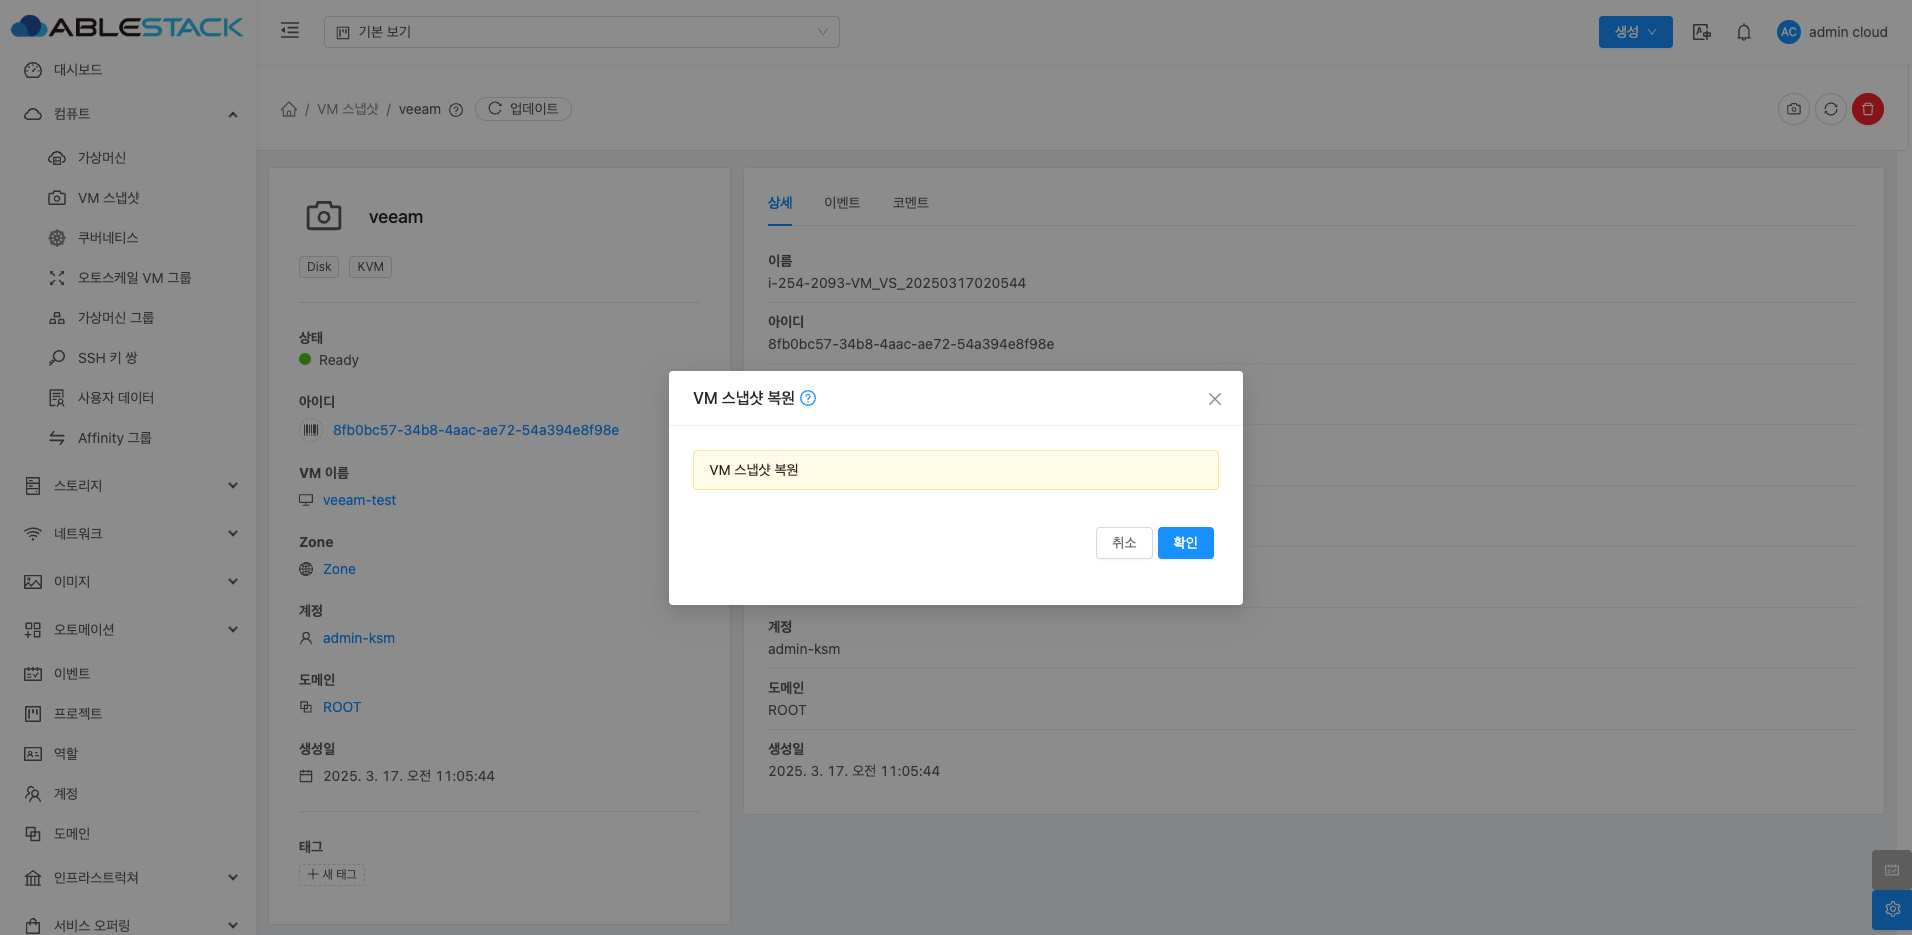 ABLESTACK
기본 보기
생성
AC
admin cloud
대시보드
컴퓨트
가상머신
VM 스냅샷
쿠버네티스
오토스케일 VM 그룹
가상머신 그룹
SSH 키 쌍
사용자 데이터
Affinity 그룹
스토리지
네트워크
이미지
오토메이션
이벤트
프로젝트
역할
계정
도메인
인프라스트럭쳐
서비스 오퍼링
/ VM 스냅샷 / veeam
업데이트
veeam
Disk
KVM
상태
Ready
아이디
8fb0bc57-34b8-4aac-ae72-54a394e8f98e
VM 이름
veeam-test
Zone
Zone
계정
admin-ksm
도메인
ROOT
생성일
2025. 3. 17. 오전 11:05:44
태그
새 태그
상세
이벤트
코멘트
이름
i-254-2093-VM_VS_20250317020544
아이디
8fb0bc57-34b8-4aac-ae72-54a394e8f98e
계정
admin-ksm
도메인
ROOT
생성일
2025. 3. 17. 오전 11:05:44
VM 스냅샷 복원
VM 스냅샷 복원
취소
확인